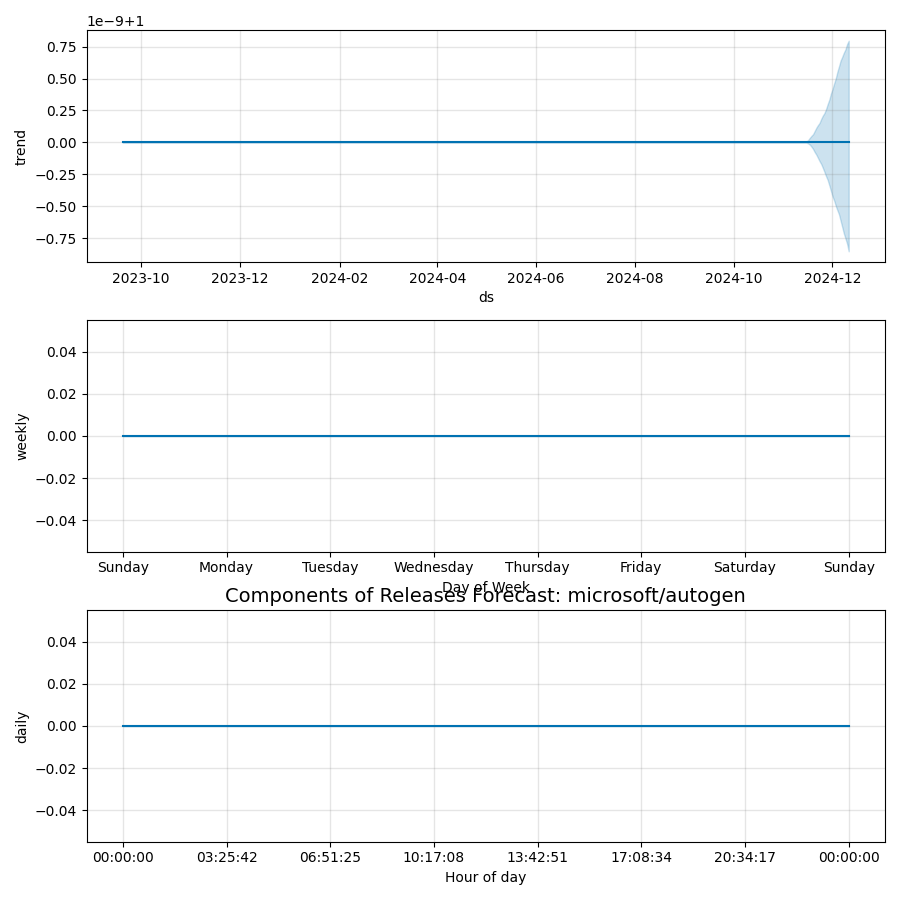 1e−9+1
0.75
0.50
0.25
0.00
−0.25
−0.50
−0.75
trend
2023-10 2023-12 2024-02 2024-04 2024-06 2024-08 2024-10 2024-12
ds
0.04
0.02
0.00
−0.02
−0.04
weekly
Sunday Monday Tuesday Wednesday Thursday Friday Saturday Sunday
Day of Week
Components of Releases Forecast: microsoft/autogen
0.04
0.02
0.00
−0.02
−0.04
daily
00:00:00 03:25:42 06:51:25 10:17:08 13:42:51 17:08:34 20:34:17 00:00:00
Hour of day